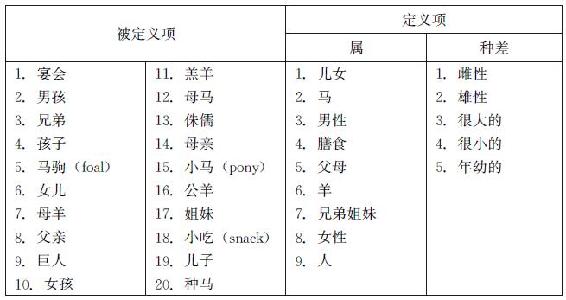 被定义项 定义项
属 种差
1. 宴会 11. 羔羊 1. 儿女 1. 雌性
2. 男孩 12. 母马 2. 马 2. 雄性
3. 兄弟 13. 侏儒 3. 男性 3. 很大的
4. 孩子 14. 母亲 4. 膳食 4. 很小的
5. 马驹（foal） 15. 小马（pony） 5. 父母 5. 年幼的
6. 女儿 16. 公羊 6. 羊
7. 母羊 17. 姐妹 7. 兄弟姐妹
8. 父亲 18. 小吃（snack） 8. 女性
9. 巨人 19. 儿子 9. 人
10. 女孩 20. 种马